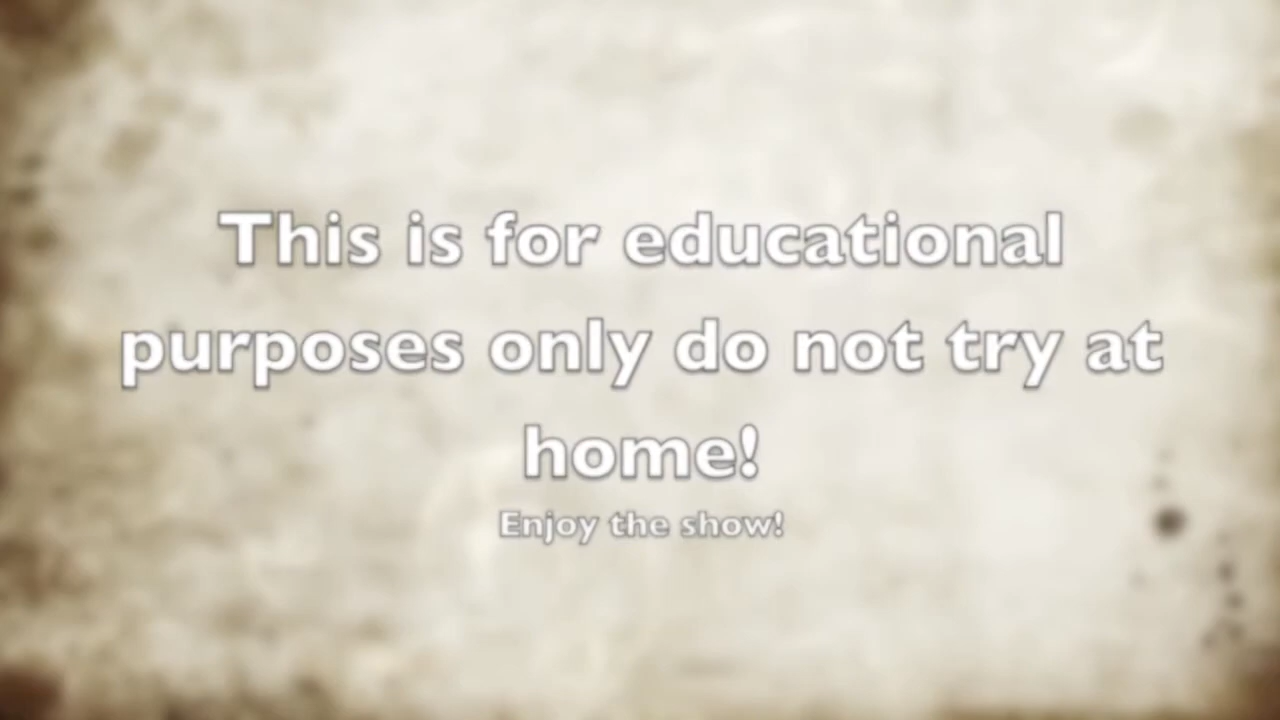 This is for educational
purposes only do not try at
home!
Enjoy the show!